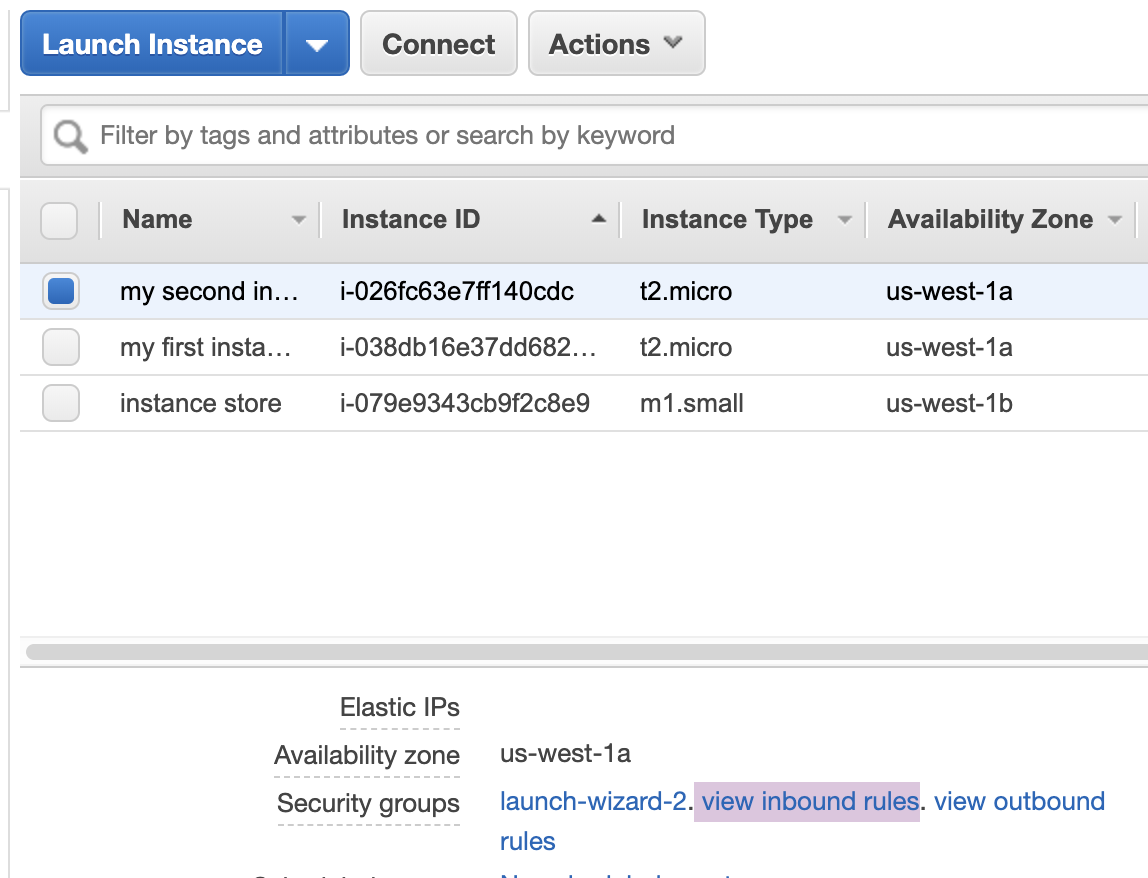 Launch Instance Connect Actions
Filter by tags and attributes or search by keyword
Name Instance ID Instance Type Availability Zone
my second in… i-026fc63e7ff140cdc t2.micro us-west-1a
my first insta… i-038db16e37dd682… t2.micro us-west-1a
instance store i-079e9343cb9f2c8e9 m1.small us-west-1b
Elastic IPs
Availability zone us-west-1a
Security groups launch-wizard-2. view inbound rules. view outbound
rules